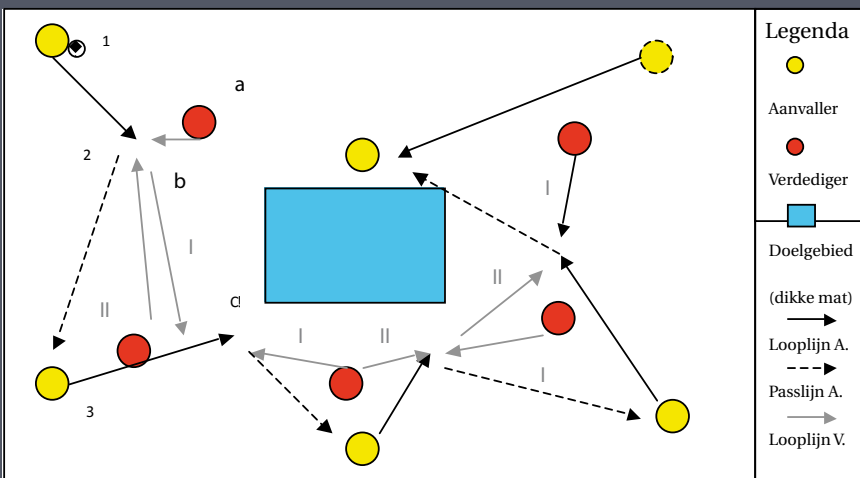 1
a
2
b
I
II
C!
I
II
3
I
II
I
Legenda
Aanvaller
Verdediger
Doelgebied
(dikke mat)
Looplijn A.
Passlijn A.
Looplijn V.